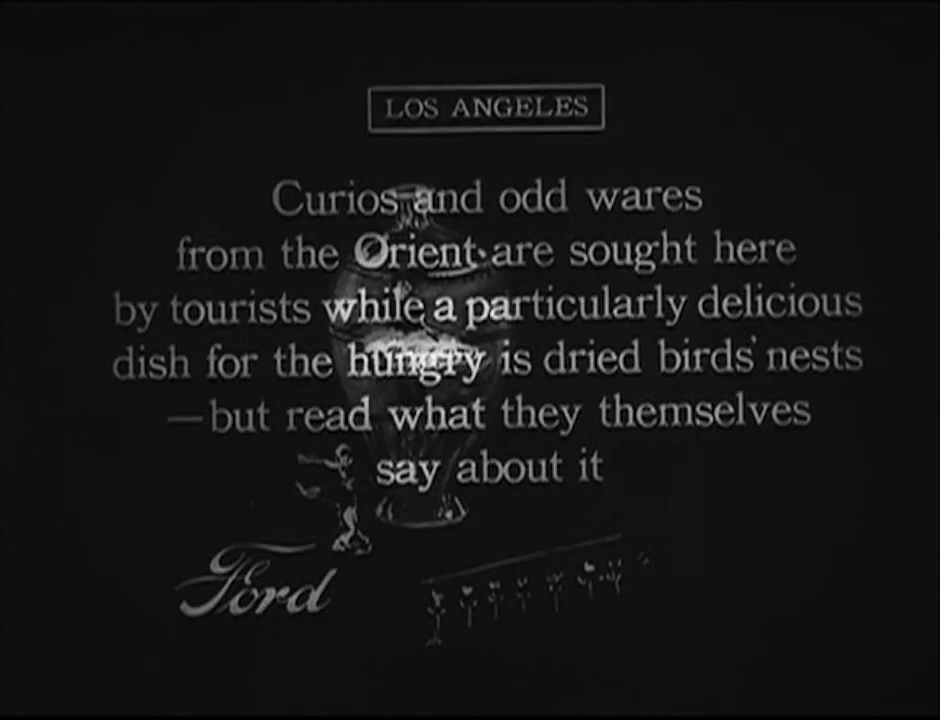 LOS ANGELES
Curios and odd wares
from the Orient are sought here
by tourists while a particularly delicious
dish for the hungry is dried birds' nests
—but read what they themselves
say about it
Ford